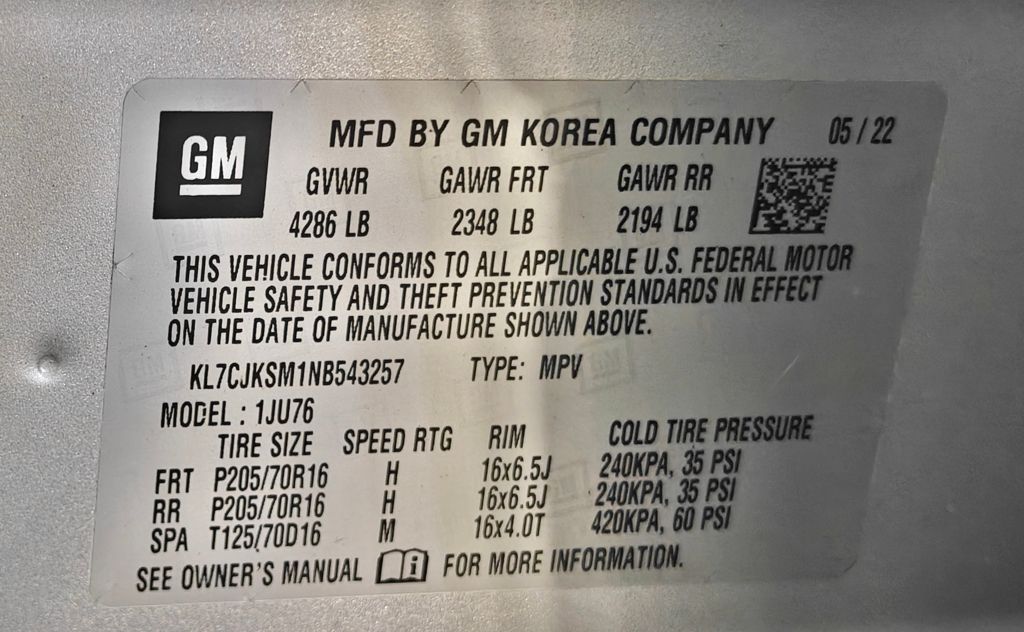 GM
MFD BY GM KOREA COMPANY 05 / 22
GVWR GAWR FRT GAWR RR
4286 LB 2348 LB 2194 LB
THIS VEHICLE CONFORMS TO ALL APPLICABLE U.S. FEDERAL MOTOR
VEHICLE SAFETY AND THEFT PREVENTION STANDARDS IN EFFECT
ON THE DATE OF MANUFACTURE SHOWN ABOVE.
KL7CJKSM1NB543257 TYPE: MPV
MODEL : 1JU76
TIRE SIZE SPEED RTG RIM COLD TIRE PRESSURE
FRT P205/70R16 H 16x6.5J 240KPA, 35 PSI
RR P205/70R16 H 16x6.5J 240KPA, 35 PSI
SPA T125/70D16 M 16x4.0T 420KPA, 60 PSI
SEE OWNER'S MANUAL i FOR MORE INFORMATION.